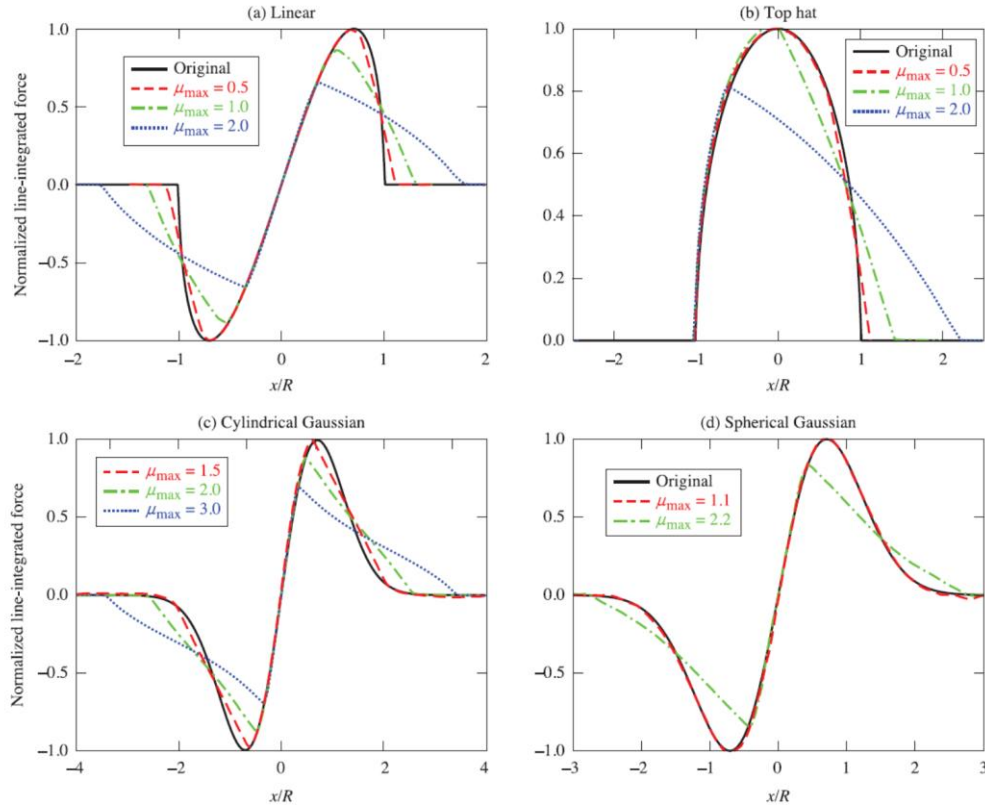 (a) Linear
1.0
0.5
0.0
−0.5
−1.0
Normalized line-integrated force
Original
μmax = 0.5
μmax = 1.0
μmax = 2.0
−2 −1 0 1 2
x/R
(b) Top hat
1.0
0.8
0.6
0.4
0.2
0.0
Original
μmax = 0.5
μmax = 1.0
μmax = 2.0
−2 −1 0 1 2
x/R
(c) Cylindrical Gaussian
1.0
0.5
0.0
−0.5
−1.0
Normalized line-integrated force
μmax = 1.5
μmax = 2.0
μmax = 3.0
−4 −2 0 2 4
x/R
(d) Spherical Gaussian
1.0
0.5
0.0
−0.5
−1.0
Original
μmax = 1.1
μmax = 2.2
−3 −2 −1 0 1 2 3
x/R